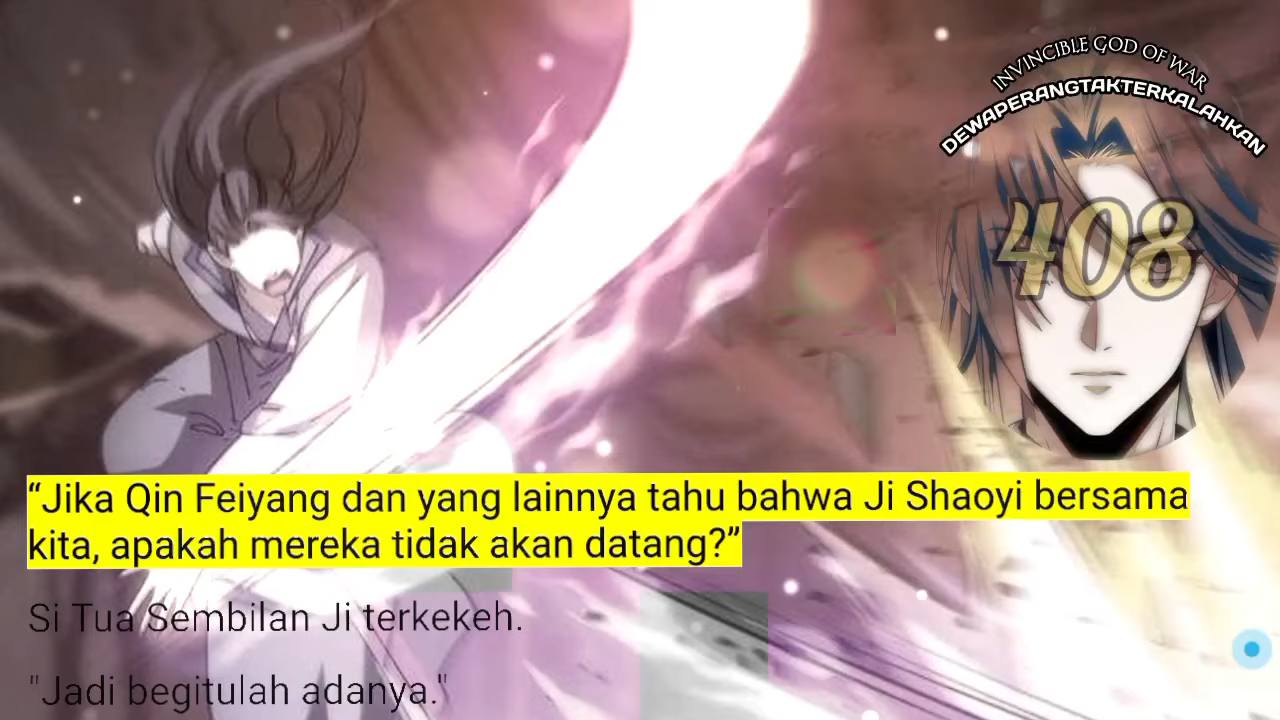 INVINCIBLE GOD OF WAR
DEWAPERANGTAKTERKALAHKAN
408
“Jika Qin Feiyang dan yang lainnya tahu bahwa Ji Shaoyi bersama
kita, apakah mereka tidak akan datang?”
Si Tua Sembilan Ji terkekeh.
"Jadi begitulah adanya."